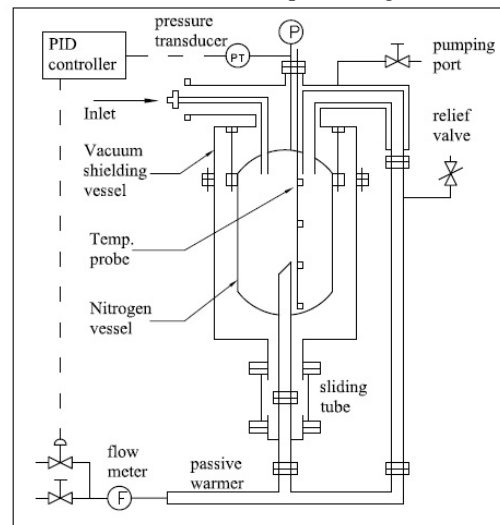 pressure
transducer
P
PID
controller
PT
pumping
port
Inlet
relief
valve
Vacuum
shielding
vessel
Temp.
probe
Nitrogen
vessel
sliding
tube
flow
meter
passive
warmer
F